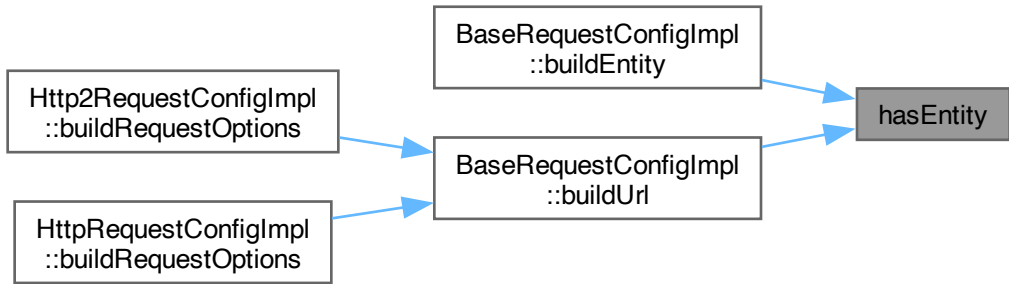 BaseRequestConfigImpl
::buildEntity
Http2RequestConfigImpl
::buildRequestOptions
hasEntity
BaseRequestConfigImpl
::buildUrl
HttpRequestConfigImpl
::buildRequestOptions